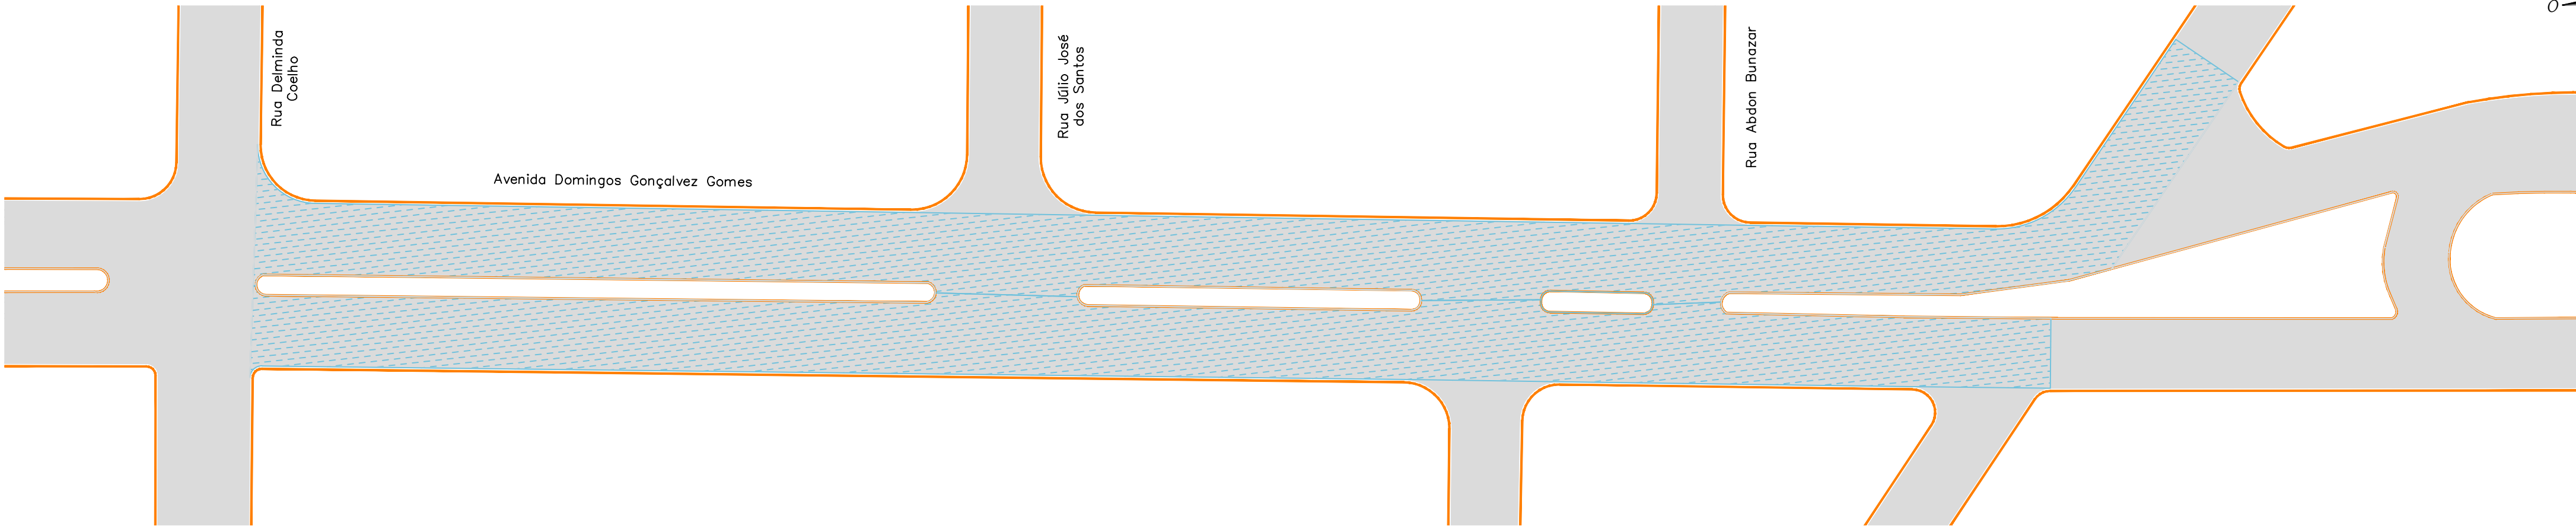 Rua Delminda
Coelho
Avenida Domingos Gonçalvez Gomes
Rua Júlio José
dos Santos
Rua Abdon Bunazar
O